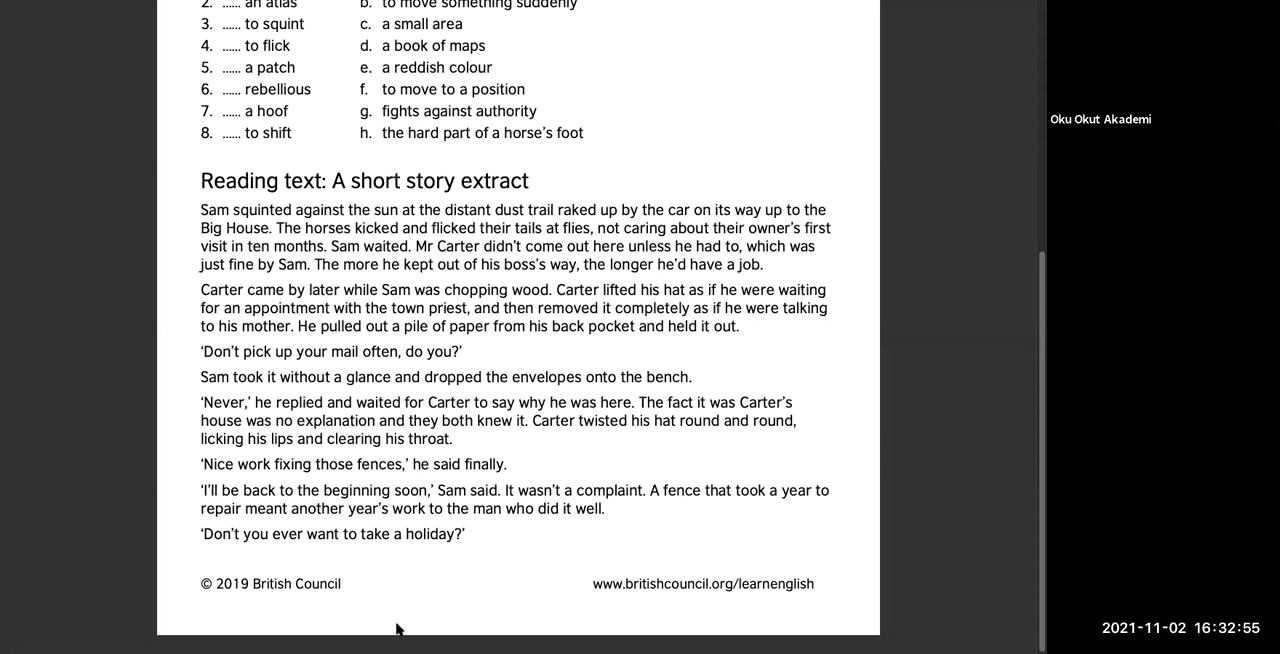 2. ...... an atlas b. to move something suddenly
3. ...... to squint c. a small area
4. ...... to flick d. a book of maps
5. ...... a patch e. a reddish colour
6. ...... rebellious f. to move to a position
7. ...... a hoof g. fights against authority
8. ...... to shift h. the hard part of a horse's foot
Reading text: A short story extract
Sam squinted against the sun at the distant dust trail raked up by the car on its way up to the
Big House. The horses kicked and flicked their tails at flies, not caring about their owner's first
visit in ten months. Sam waited. Mr Carter didn't come out here unless he had to, which was
just fine by Sam. The more he kept out of his boss's way, the longer he'd have a job.
Carter came by later while Sam was chopping wood. Carter lifted his hat as if he were waiting
for an appointment with the town priest, and then removed it completely as if he were talking
to his mother. He pulled out a pile of paper from his back pocket and held it out.
‘Don't pick up your mail often, do you?’
Sam took it without a glance and dropped the envelopes onto the bench.
‘Never,’ he replied and waited for Carter to say why he was here. The fact it was Carter's
house was no explanation and they both knew it. Carter twisted his hat round and round,
licking his lips and clearing his throat.
‘Nice work fixing those fences,’ he said finally.
‘I'll be back to the beginning soon,’ Sam said. It wasn't a complaint. A fence that took a year to
repair meant another year's work to the man who did it well.
‘Don't you ever want to take a holiday?’
© 2019 British Council www.britishcouncil.org/learnenglish
Oku Okut Akademi
2021-11-02 16:32:55